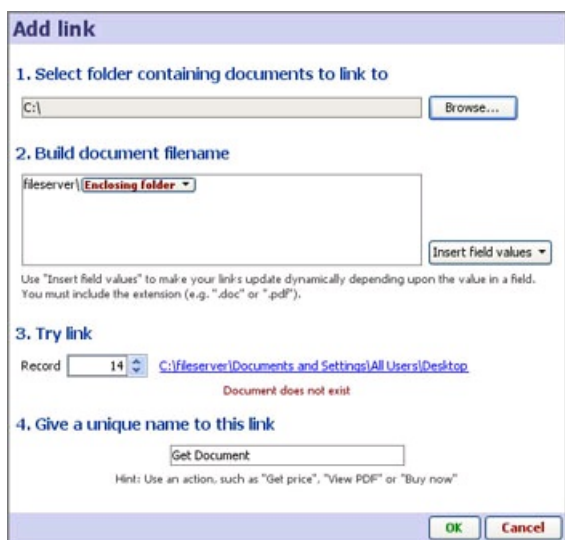 Add link
1. Select folder containing documents to link to
C:\
Browse...
2. Build document filename
fileserver\Enclosing folder
Insert field values
Use "Insert field values" to make your links update dynamically depending upon the value in a field.
You must include the extension (e.g. ".doc" or ".pdf").
3. Try link
Record 14 C:\fileserver\Documents and Settings\All Users\Desktop
Document does not exist
4. Give a unique name to this link
Get Document
Hint: Use an action, such as "Get price", "View PDF" or "Buy now"
OK Cancel